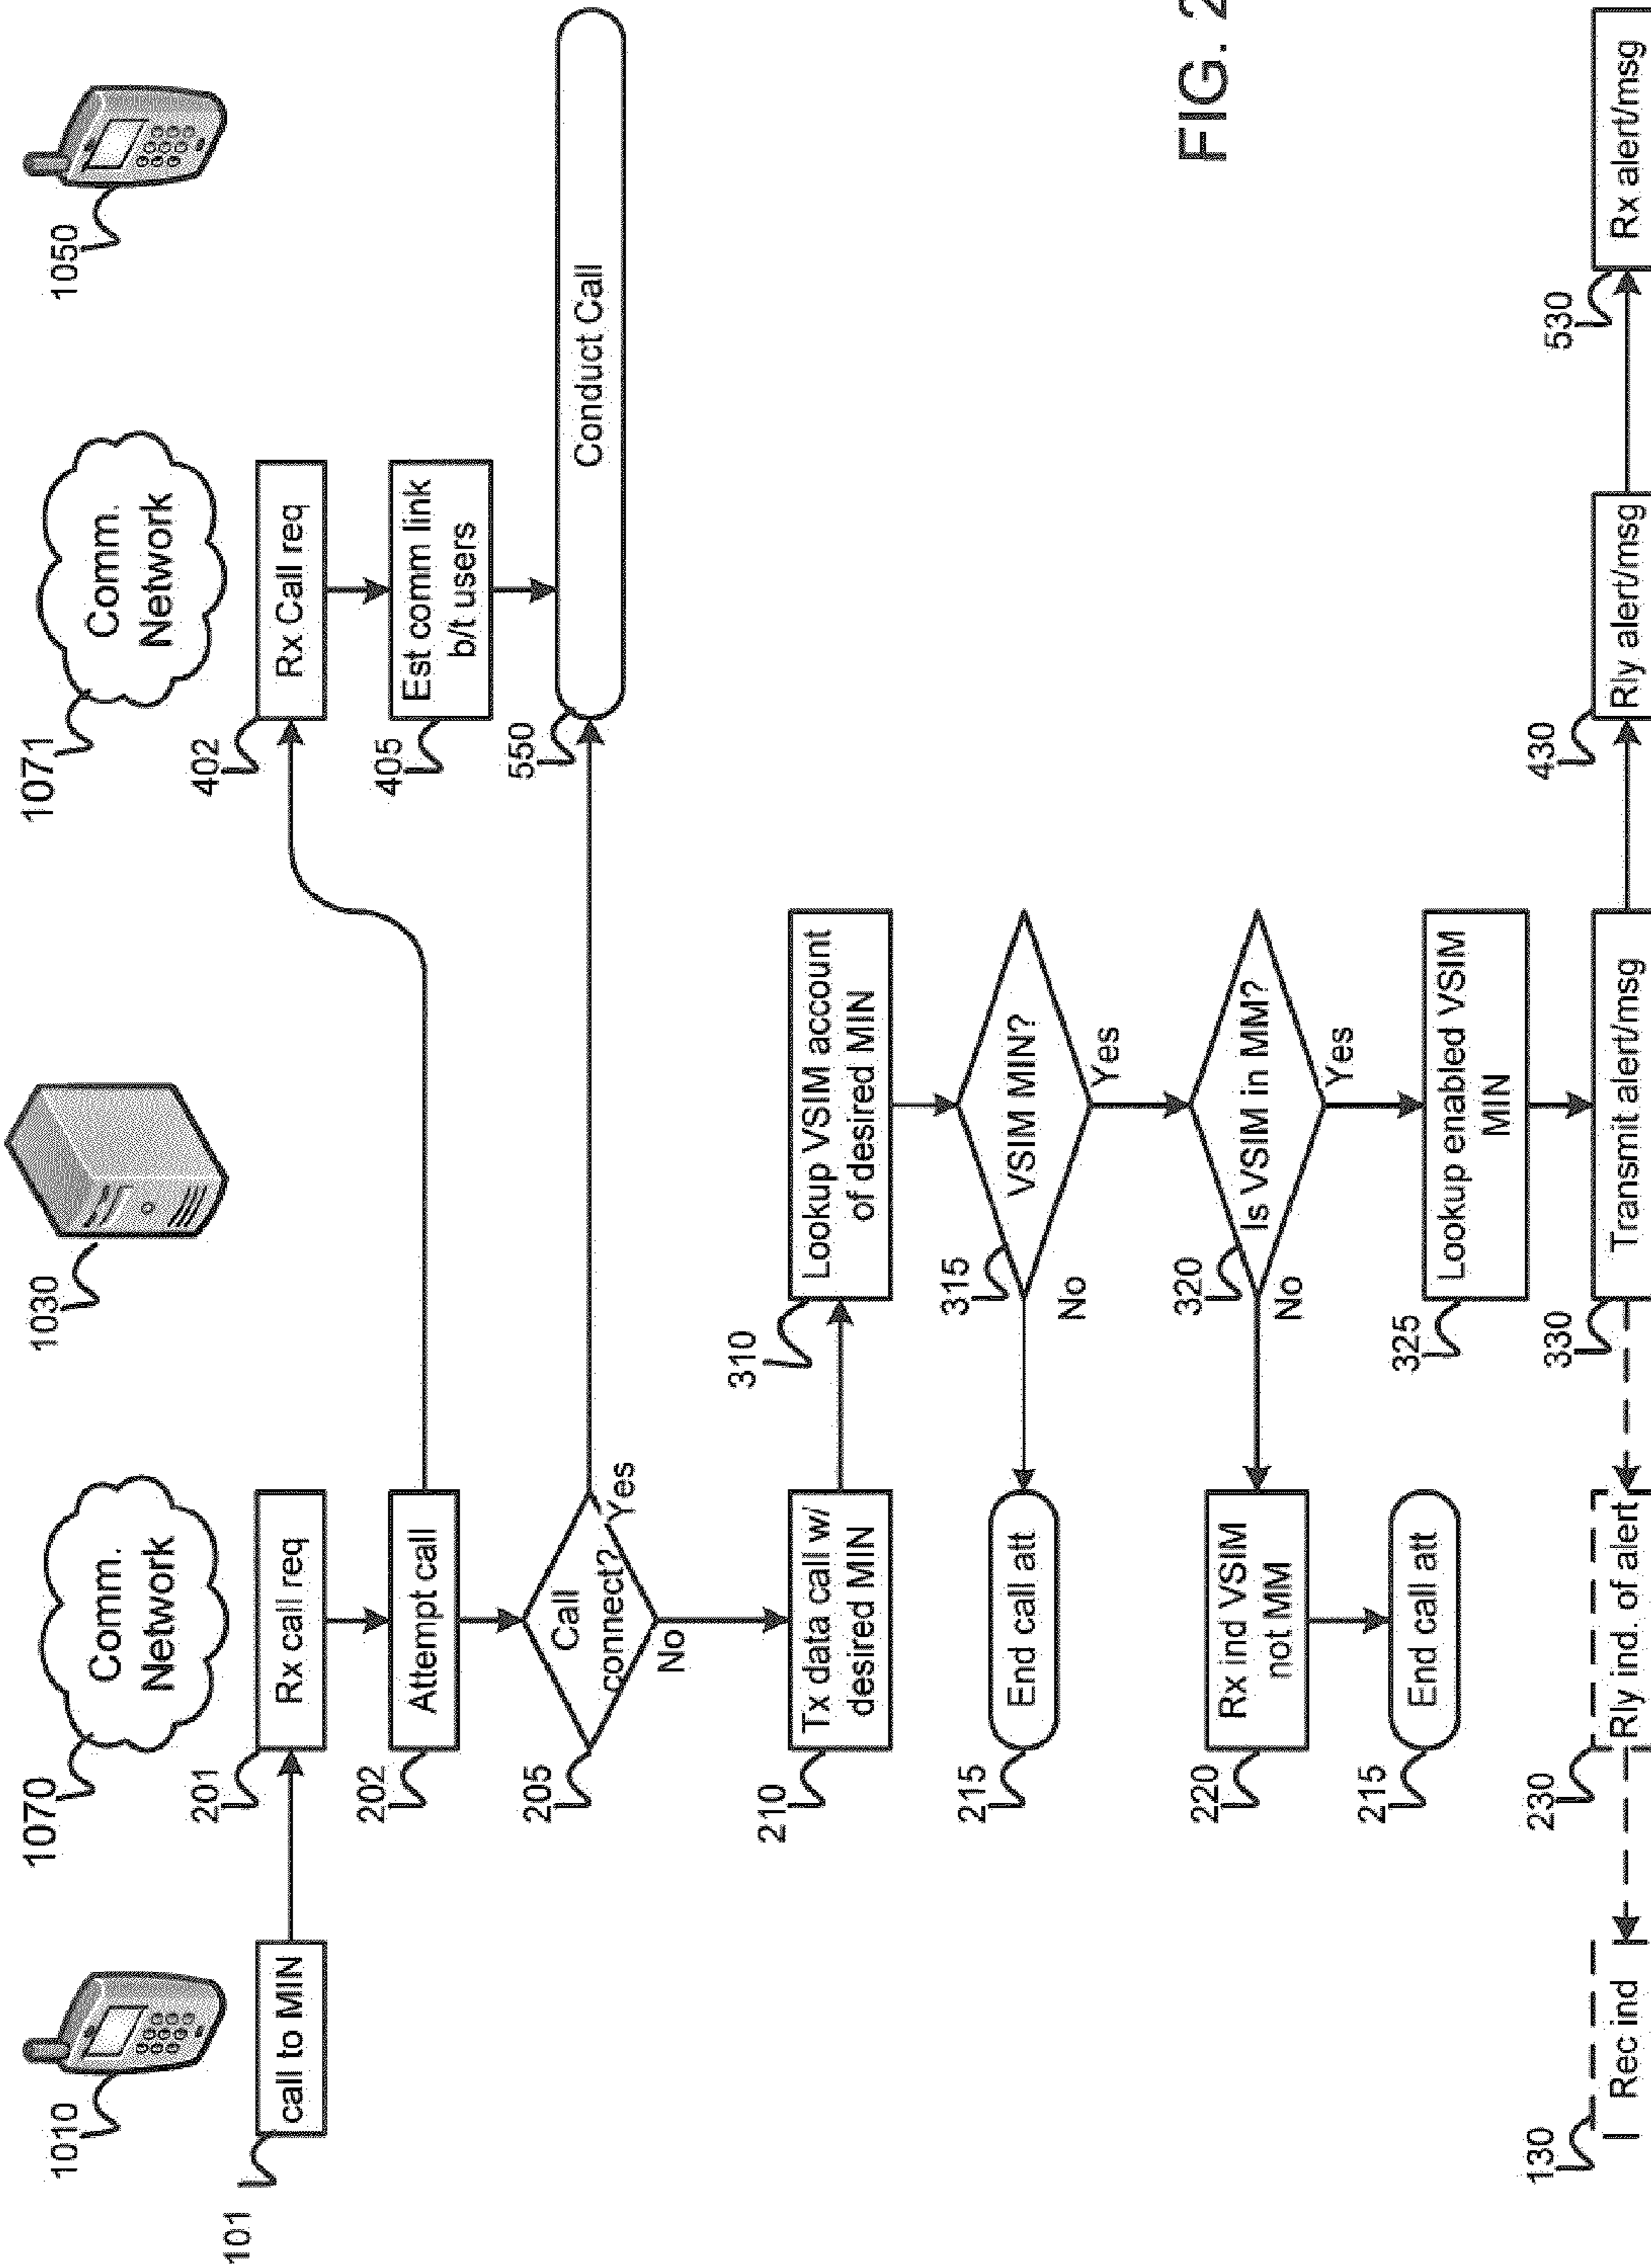 1010
1070
Comm.
Network
1030
1071
Comm.
Network
1050
101
call to MIN
201
Rx call req
402
Rx Call req
202
Attempt call
405
Est comm link
b/t users
205
Call
connect?
Yes
No
550
Conduct Call
210
Tx data call w/
desired MIN
310
Lookup VSIM account
of desired MIN
215
End call att
315
VSIM MIN?
No
Yes
220
Rx ind VSIM
not MM
320
Is VSIM in MM?
No
Yes
215
End call att
325
Lookup enabled VSIM
MIN
130
Rec ind
230
Rly ind. of alert
330
Transmit alert/msg
430
Rly alert/msg
530
Rx alert/msg
FIG. 2